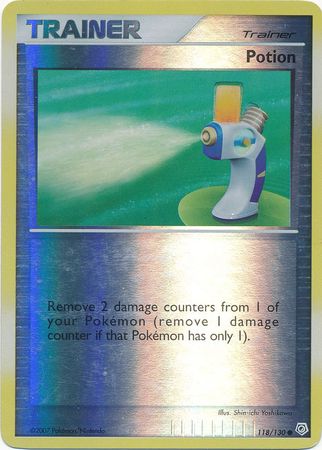 TRAINER
Trainer
Potion
Remove 2 damage counters from 1 of
your Pokémon (remove 1 damage
counter if that Pokémon has only 1).
Illus. Shin-ichi Yoshikawa
©2007 Pokémon/Nintendo
118/130